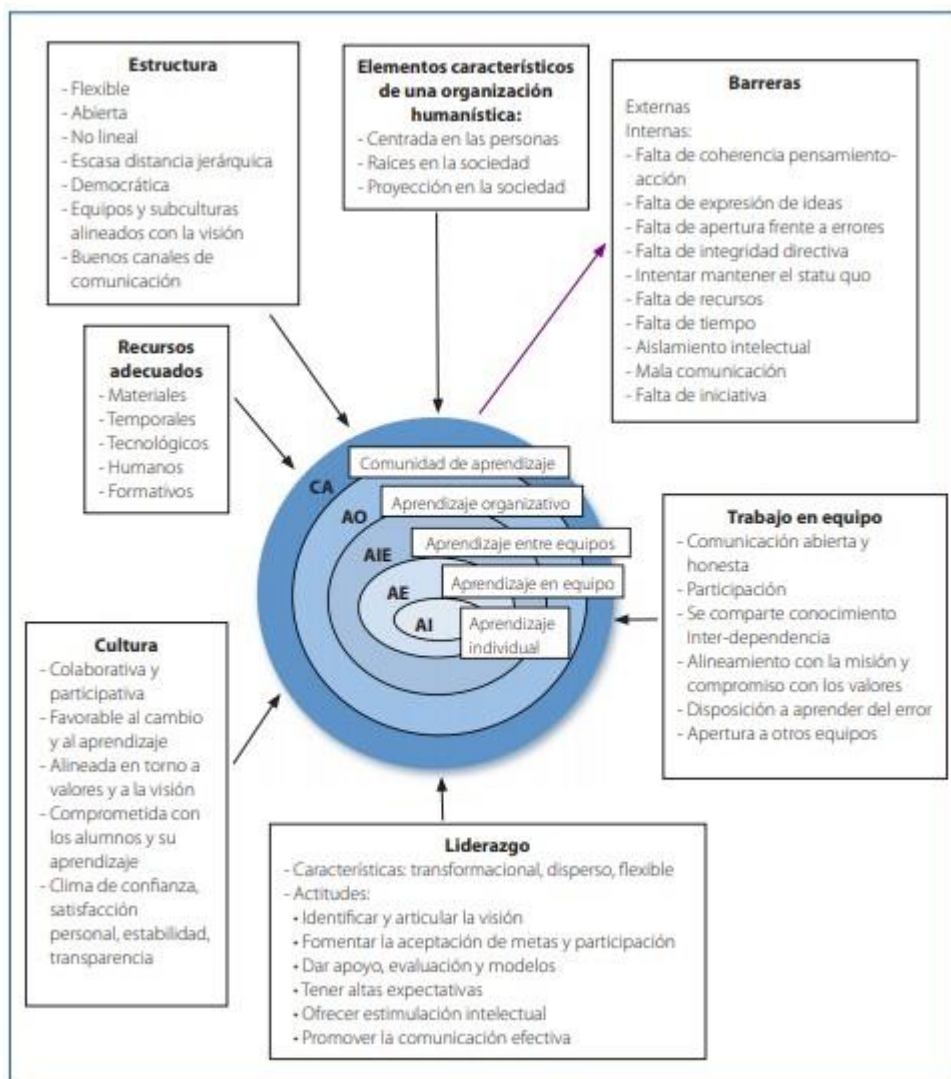 Estructura
- Flexible
- Abierta
- No lineal
- Escasa distancia jerárquica
- Democrática
- Equipos y subculturas
alineados con la visión
- Buenos canales de
comunicación
Elementos característicos
de una organización
humanística:
- Centrada en las personas
- Raíces en la sociedad
- Proyección en la sociedad
Barreras
Externas
Internas:
- Falta de coherencia pensamiento-
acción
- Falta de expresión de ideas
- Falta de apertura frente a errores
- Falta de integridad directiva
- Intentar mantener el statu quo
- Falta de recursos
- Falta de tiempo
- Aislamiento intelectual
- Mala comunicación
- Falta de iniciativa
Recursos
adecuados
- Materiales
- Temporales
- Tecnológicos
- Humanos
- Formativos
CA
Comunidad de aprendizaje
AO
Aprendizaje organizativo
AIE
Aprendizaje entre equipos
AE
Aprendizaje en equipo
AI
Aprendizaje
individual
Trabajo en equipo
- Comunicación abierta y
honesta
- Participación
- Se comparte conocimiento
Inter-dependencia
- Alineamiento con la misión y
compromiso con los valores
- Disposición a aprender del error
- Apertura a otros equipos
Cultura
- Colaborativa y
participativa
- Favorable al cambio
y al aprendizaje
- Alineada en torno a
valores y a la visión
- Comprometida con
los alumnos y su
aprendizaje
- Clima de confianza,
satisfacción
personal, estabilidad,
transparencia
Liderazgo
- Características: transformacional, disperso, flexible
- Actitudes:
• Identificar y articular la visión
• Fomentar la aceptación de metas y participación
• Dar apoyo, evaluación y modelos
• Tener altas expectativas
• Ofrecer estimulación intelectual
• Promover la comunicación efectiva